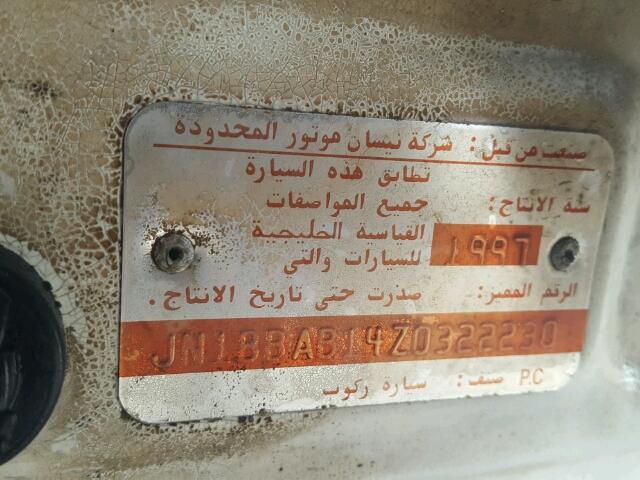 صنعت من قبل : شركة نيسان موتور المحدودة
تطابق هذه السيارة
سنة الانتاج: جميع المواصفات
1997 القياسية الخليجية
للسيارات والتي
الرقم المميز: صدرت حتى تاريخ الانتاج .
JN1BBAB14Z0322230
P.C صنف : سيارة ركوب